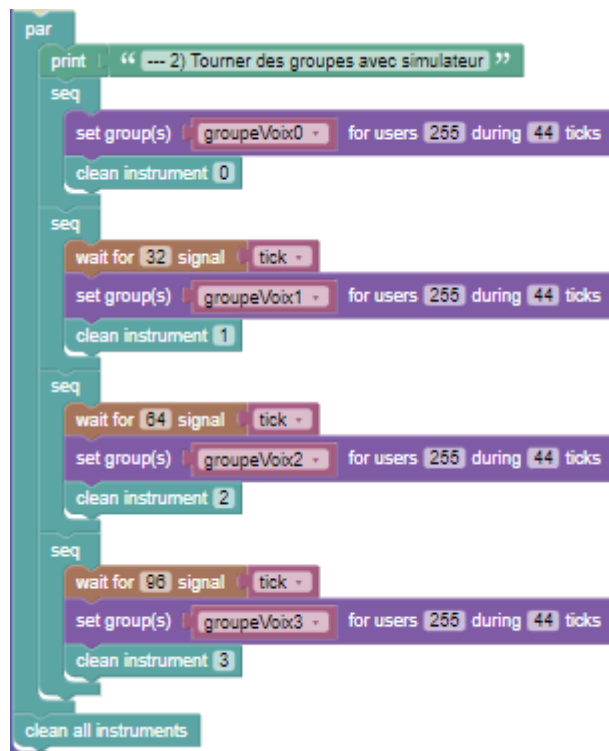 par
print “ --- 2) Tourner des groupes avec simulateur ”
seq
set group(s) groupeVoix0 for users 255 during 44 ticks
clean instrument 0
seq
wait for 32 signal tick
set group(s) groupeVoix1 for users 255 during 44 ticks
clean instrument 1
seq
wait for 64 signal tick
set group(s) groupeVoix2 for users 255 during 44 ticks
clean instrument 2
seq
wait for 96 signal tick
set group(s) groupeVoix3 for users 255 during 44 ticks
clean instrument 3
clean all instruments